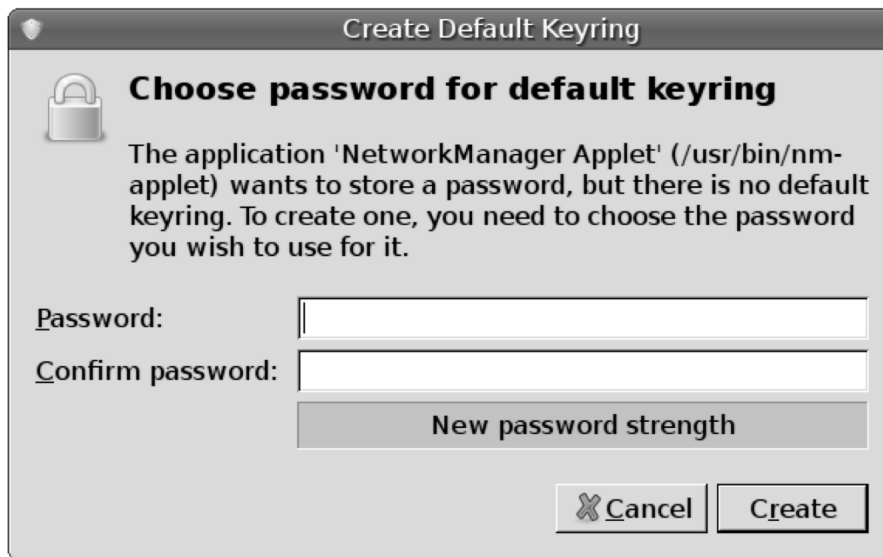 Create Default Keyring
Choose password for default keyring
The application 'NetworkManager Applet' (/usr/bin/nm-
applet) wants to store a password, but there is no default
keyring. To create one, you need to choose the password
you wish to use for it.
Password:
Confirm password:
New password strength
Cancel Create